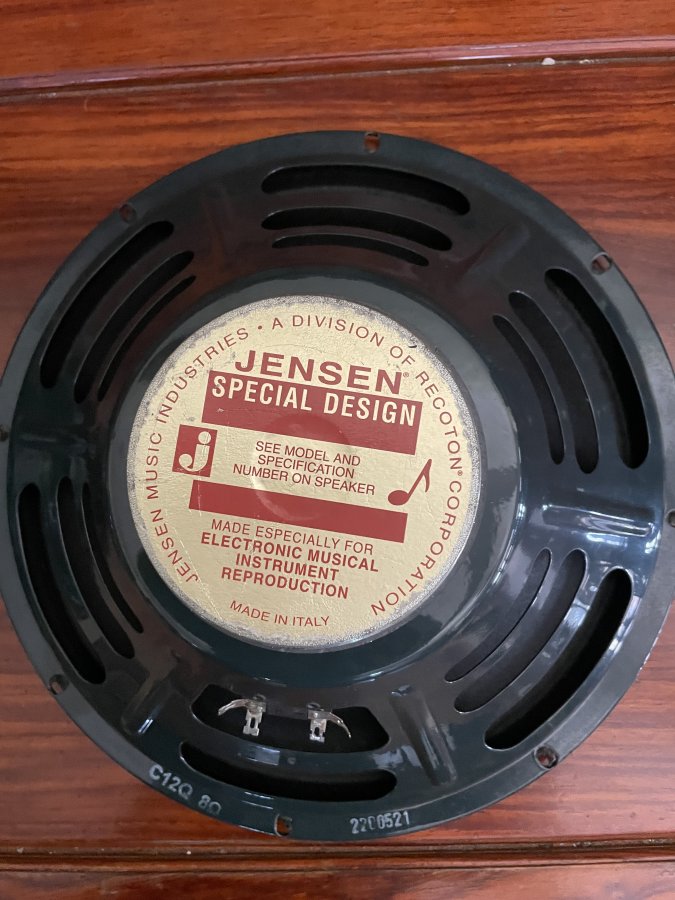 JENSEN MUSIC INDUSTRIES • A DIVISION OF RECOTON® CORPORATION
JENSEN®
SPECIAL DESIGN
j
SEE MODEL AND
SPECIFICATION
NUMBER ON SPEAKER
MADE ESPECIALLY FOR
ELECTRONIC MUSICAL
INSTRUMENT
REPRODUCTION
MADE IN ITALY
C12Q 8Ω
2200521